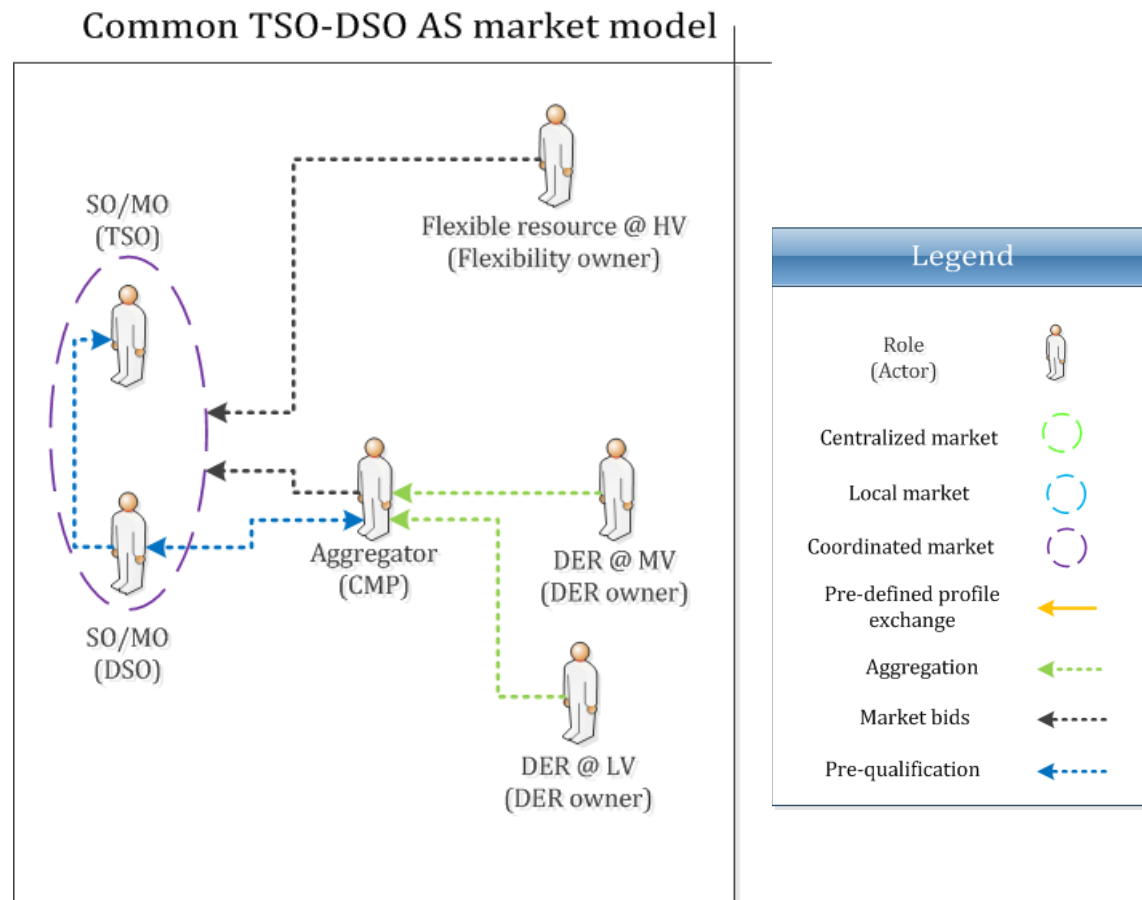 Common TSO-DSO AS market model
SO/MO
(TSO)
Flexible resource @ HV
(Flexibility owner)
Aggregator
(CMP)
DER @ MV
(DER owner)
SO/MO
(DSO)
DER @ LV
(DER owner)
Legend
Role
(Actor)
Centralized market
Local market
Coordinated market
Pre-defined profile
exchange
Aggregation
Market bids
Pre-qualification